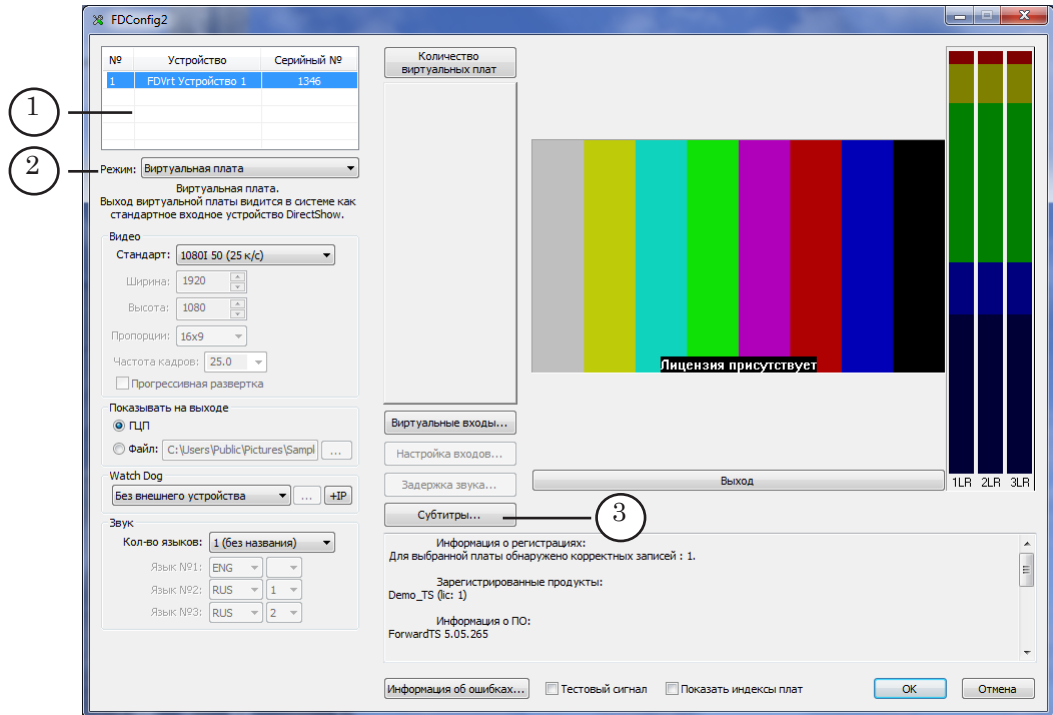 FDConfig2
№ Устройство Серийный №
1 FDVrt Устройство 1 1346
1
2
Режим: Виртуальная плата
Виртуальная плата.
Выход виртуальной платы видится в системе как
стандартное входное устройство DirectShow.
Видео
Стандарт: 1080I 50 (25 к/с)
Ширина: 1920
Высота: 1080
Пропорции: 16x9
Частота кадров: 25.0
Прогрессивная развертка
Показывать на выходе
ГЦП
Файл: C:\Users\Public\Pictures\Sampl ...
Watch Dog
Без внешнего устройства ... +IP
Звук
Кол-во языков: 1 (без названия)
Язык №1: ENG
Язык №2: RUS 1
Язык №3: RUS 2
Количество
виртуальных плат
Виртуальные входы...
Настройка входов...
Задержка звука...
Субтитры...
3
Лицензия присутствует
Выход
1LR 2LR 3LR
Информация о регистрациях:
Для выбранной платы обнаружено корректных записей : 1.
Зарегистрированные продукты:
Demo_TS (lic: 1)
Информация о ПО:
ForwardTS 5.05.265
Информация об ошибках... Тестовый сигнал Показать индексы плат OK Отмена